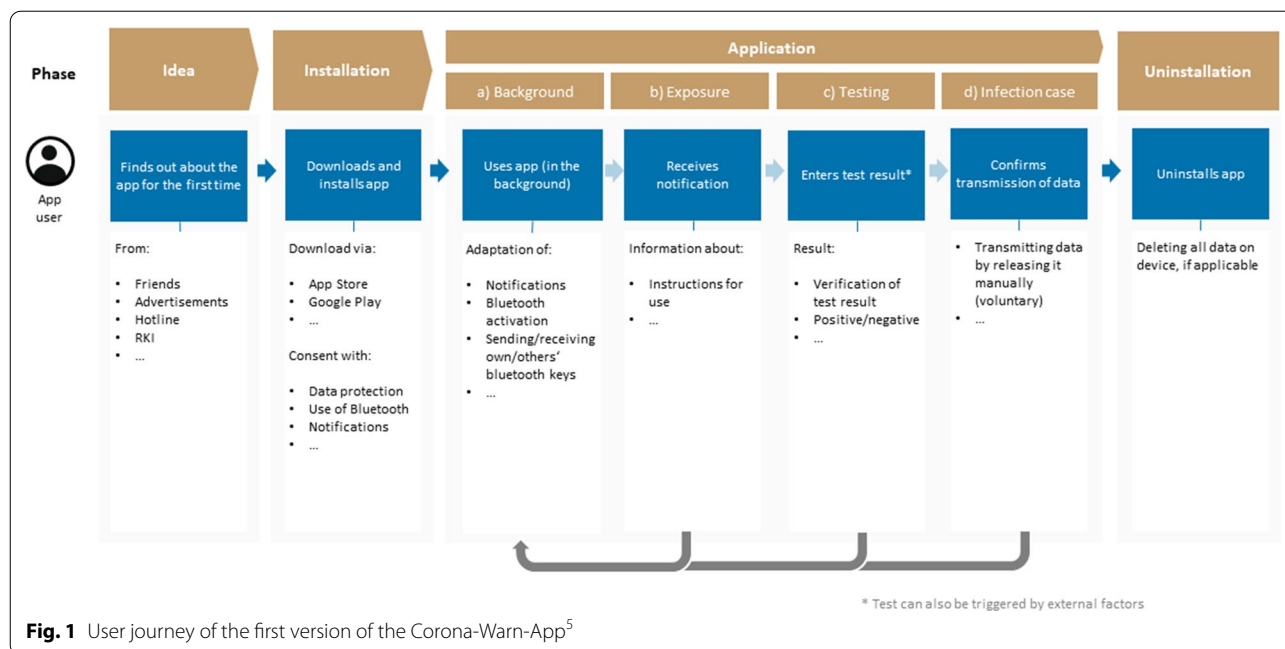 Phase
Idea
Installation
Application
a) Background
b) Exposure
c) Testing
d) Infection case
Uninstallation
App
user
Finds out about the
app for the first time
Downloads and
installs app
Uses app (in the
background)
Receives
notification
Enters test result*
Confirms
transmission of data
Uninstalls app
From:
• Friends
• Advertisements
• Hotline
• RKI
• ...
Download via:
• App Store
• Google Play
• ...
Consent with:
• Data protection
• Use of Bluetooth
• Notifications
• ...
Adaptation of:
• Notifications
• Bluetooth
activation
• Sending/receiving
own/others‘
bluetooth keys
• ...
Information about:
• Instructions for
use
• ...
Result:
• Verification of
test result
• Positive/negative
• ...
• Transmitting data
by releasing it
manually
(voluntary)
• ...
Deleting all data on
device, if applicable
* Test can also be triggered by external factors
Fig. 1 User journey of the first version of the Corona-Warn-App⁵